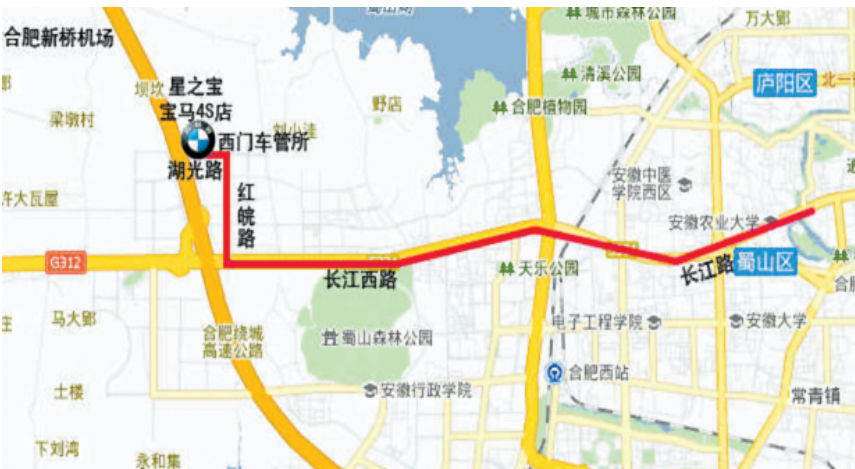 城市森林公园
万大郢
合肥新桥机场
清溪公园
庐阳区
北一
坝坎
星之宝
宝马4S店
野店
合肥植物园
梁墩村
刘小洼
西门车管所
湖光路
安徽中医
学院西区
红皖路
许大瓦屋
安徽农业大学
G312
长江西路
天乐公园
长江路
蜀山区
马大郢
合肥绕城
高速公路
蜀山森林公园
电子工程学院
安徽大学
合肥西站
土楼
安徽行政学院
常青镇
下刘湾
永和集